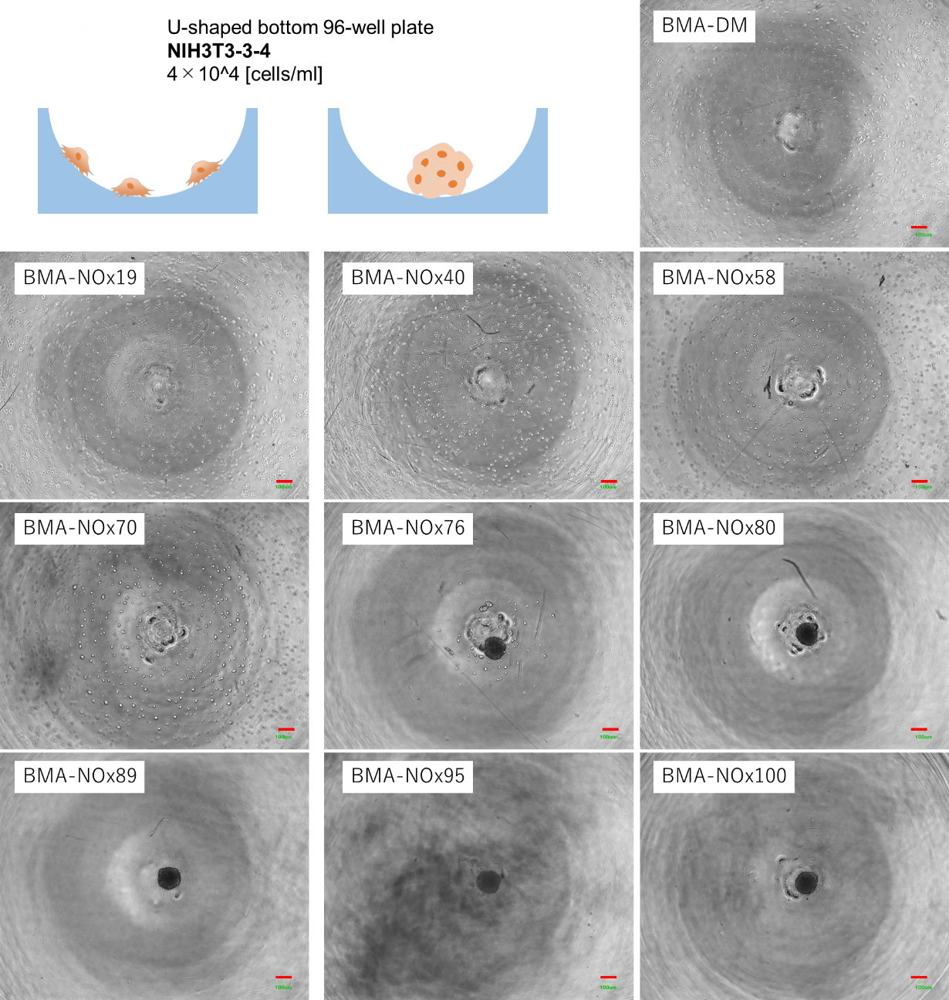 U-shaped bottom 96-well plate
NIH3T3-3-4
4×10^4 [cells/ml]
BMA-DM
100um
BMA-NOx19
100um
BMA-NOx40
100um
BMA-NOx58
100um
BMA-NOx70
100um
BMA-NOx76
100um
BMA-NOx80
100um
BMA-NOx89
100um
BMA-NOx95
100um
BMA-NOx100
100um